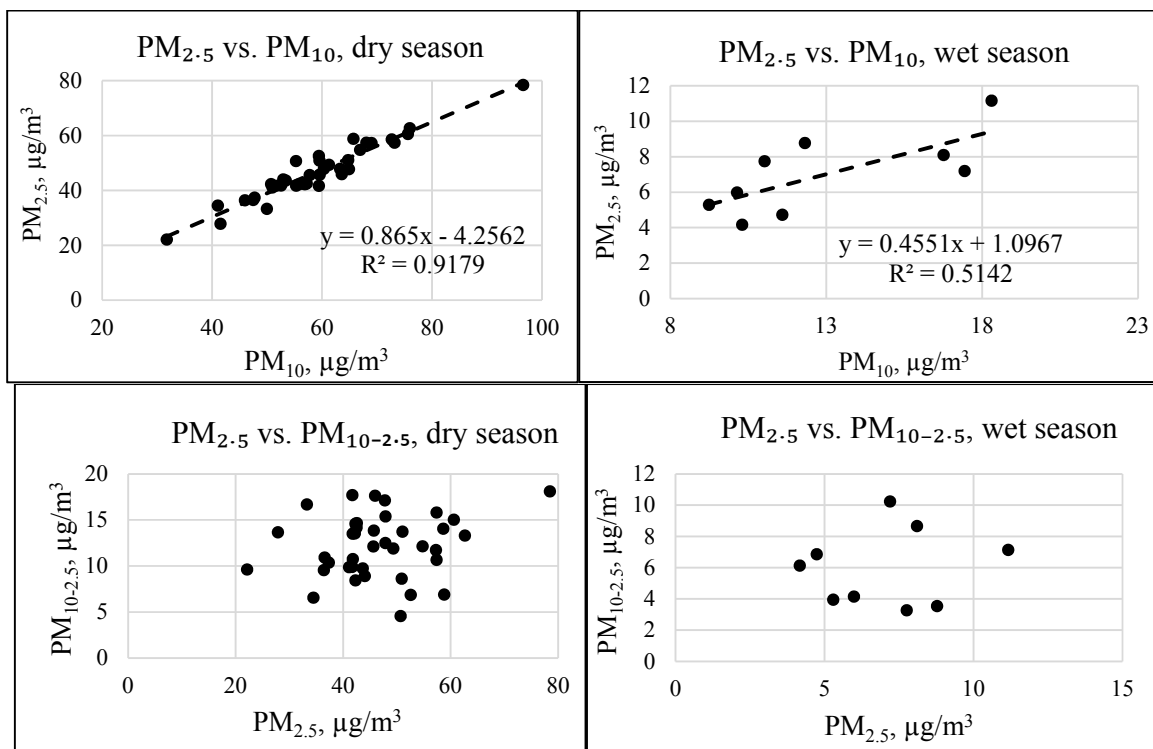 PM₂.₅ vs. PM₁₀, dry season
80
60
40
20
0
PM₂.₅, µg/m³
y = 0.865x - 4.2562
R² = 0.9179
20 40 60 80 100
PM₁₀, µg/m³
PM₂.₅ vs. PM₁₀, wet season
12
10
8
6
4
2
0
PM₂.₅, µg/m³
y = 0.4551x + 1.0967
R² = 0.5142
8 13 18 23
PM₁₀, µg/m³
PM₂.₅ vs. PM₁₀₋₂.₅, dry season
20
15
10
5
0
PM₁₀₋₂.₅, µg/m³
0 20 40 60 80
PM₂.₅, µg/m³
PM₂.₅ vs. PM₁₀₋₂.₅, wet season
12
10
8
6
4
2
0
PM₁₀₋₂.₅, µg/m³
0 5 10 15
PM₂.₅, µg/m³